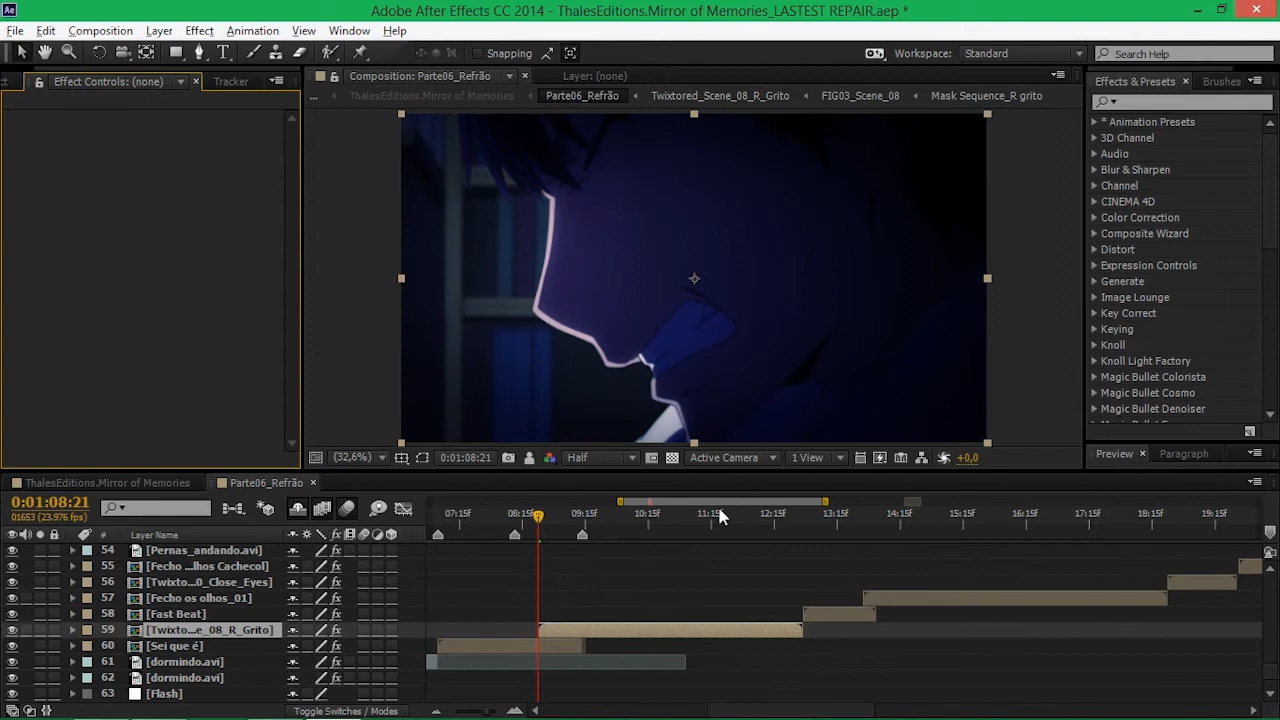 Adobe After Effects CC 2014 - ThalesEditions.Mirror of Memories_LASTEST REPAIR.aep *
File Edit Composition Layer Effect Animation View Window Help
Snapping
Workspace: Standard
Search Help
Effect Controls: (none)
Tracker
Composition: Parte06_Refrão
Layer: (none)
Effects & Presets
Brushes
... ThalesEditions.Mirror of Memories Parte06_Refrão Twixtored_Scene_08_R_Grito FIG03_Scene_08 Mask Sequence_R grito
* Animation Presets
3D Channel
Audio
Blur & Sharpen
Channel
CINEMA 4D
Color Correction
Composite Wizard
Distort
Expression Controls
Generate
Image Lounge
Key Correct
Keying
Knoll
Knoll Light Factory
Magic Bullet Colorista
Magic Bullet Cosmo
Magic Bullet Denoiser
(32,6%) 0:01:08:21 Half Active Camera 1 View +0,0
Preview
Paragraph
ThalesEditions.Mirror of Memories
Parte06_Refrão
0:01:08:21
01653 (23.976 fps)
07:15F 08:15F 09:15F 10:15F 11:15F 12:15F 13:15F 14:15F 15:15F 16:15F 17:15F 18:15F 19:15F
# Layer Name
54 [Pernas_andando.avi]
55 [Fecho ...lhos Cachecol]
56 [Twixto...0_Close_Eyes]
57 [Fecho os olhos_01]
58 [Fast Beat]
59 [Twixto...e_08_R_Grito]
60 [Sei que é]
61 [dormindo.avi]
62 [dormindo.avi]
63 [Flash]
Toggle Switches / Modes